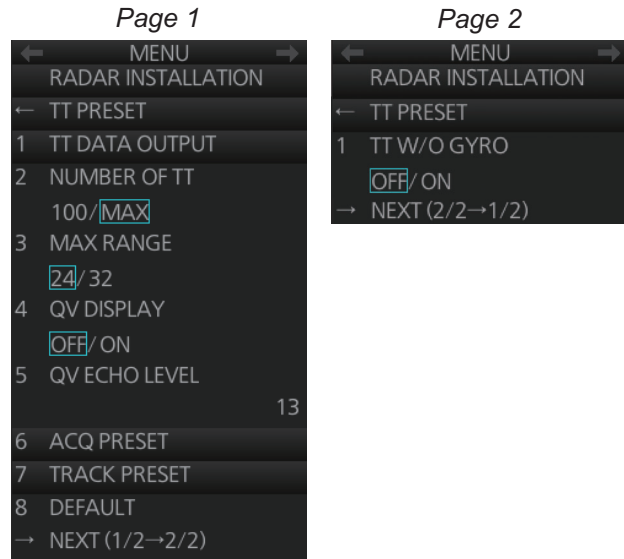 Page 1
← MENU →
RADAR INSTALLATION
← TT PRESET
1 TT DATA OUTPUT
2 NUMBER OF TT
100/MAX
3 MAX RANGE
24/32
4 QV DISPLAY
OFF/ON
5 QV ECHO LEVEL
13
6 ACQ PRESET
7 TRACK PRESET
8 DEFAULT
→ NEXT (1/2→2/2)
Page 2
← MENU →
RADAR INSTALLATION
← TT PRESET
1 TT W/O GYRO
OFF/ON
→ NEXT (2/2→1/2)